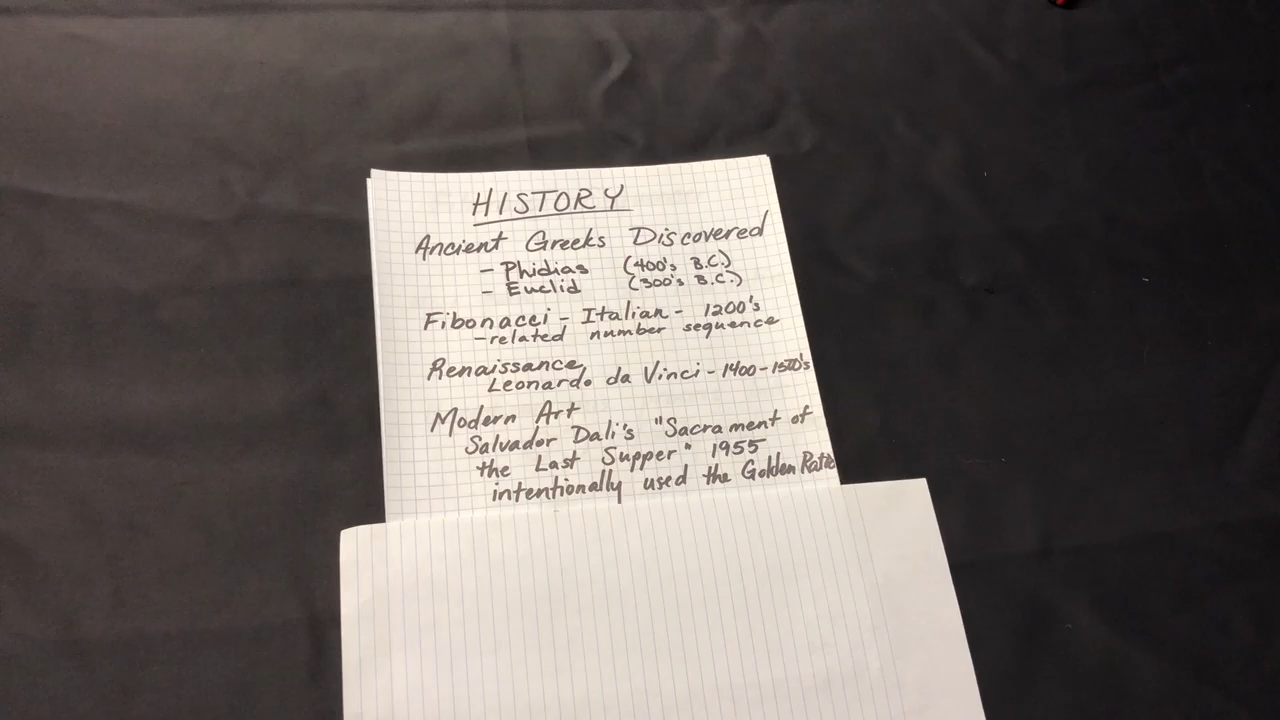 HISTORY
Ancient Greeks Discovered
- Phidias (400's B.C.)
- Euclid (300's B.C.)
Fibonacci - Italian - 1200's
- related number sequence
Renaissance
Leonardo da Vinci - 1400 - 1500's
Modern Art
Salvador Dali's "Sacrament of
the Last Supper" 1955
intentionally used the Golden Ratio